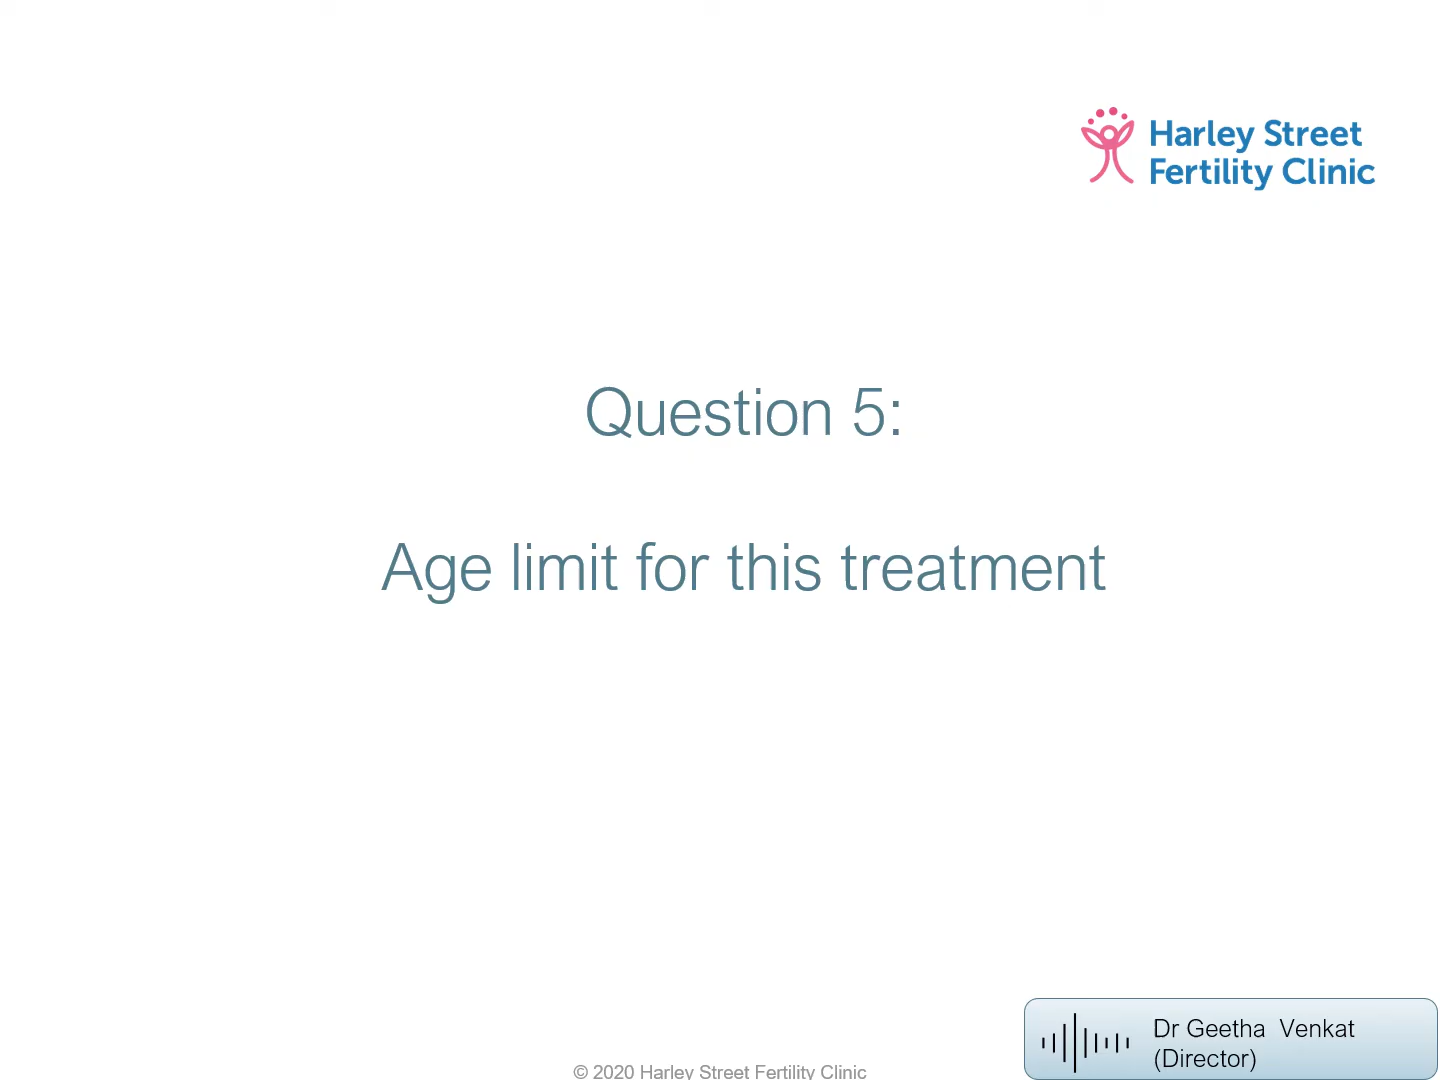 Harley Street
Fertility Clinic
Question 5:
Age limit for this treatment
Dr Geetha Venkat
(Director)
© 2020 Harley Street Fertility Clinic